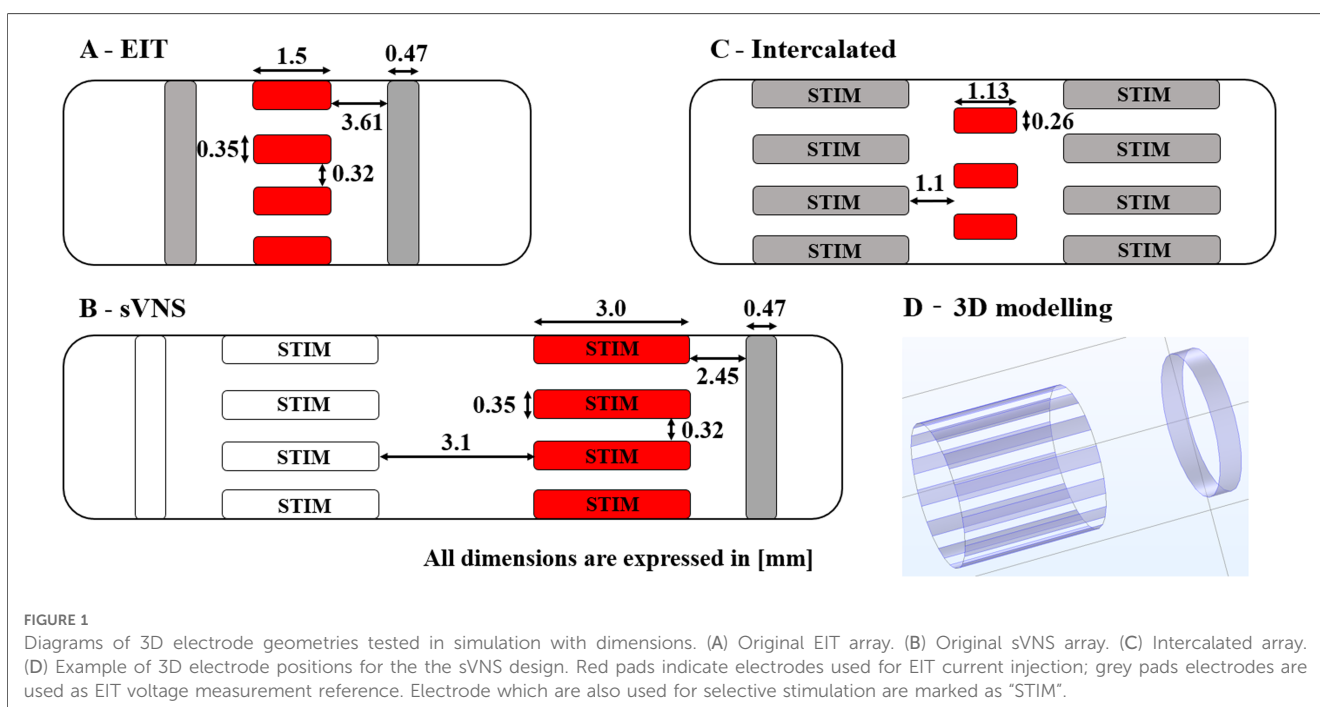 A - EIT
1.5
0.47
3.61
0.35
0.32
C - Intercalated
STIM
STIM
1.13
0.26
STIM
STIM
STIM
STIM
1.1
STIM
STIM
B - sVNS
3.0
0.47
STIM
STIM
2.45
STIM
STIM
0.35
0.32
3.1
STIM
STIM
STIM
STIM
All dimensions are expressed in [mm]
D - 3D modelling
FIGURE 1
Diagrams of 3D electrode geometries tested in simulation with dimensions. (A) Original EIT array. (B) Original sVNS array. (C) Intercalated array.
(D) Example of 3D electrode positions for the the sVNS design. Red pads indicate electrodes used for EIT current injection; grey pads electrodes are
used as EIT voltage measurement reference. Electrode which are also used for selective stimulation are marked as “STIM”.